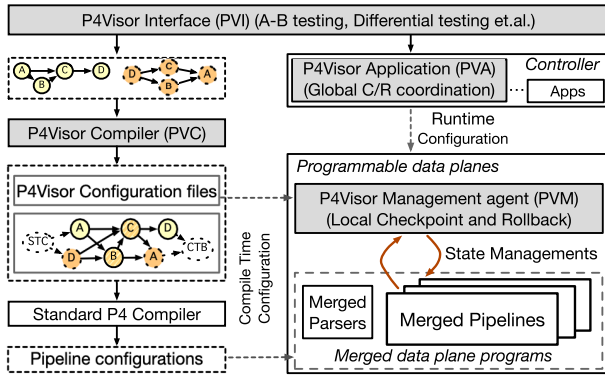 P4Visor Interface (PVI) (A-B testing, Differential testing et.al.)
A
B
C
D
D
C
B
A
P4Visor Compiler (PVC)
P4Visor Configuration files
STC
A
D
C
B
D
A
CTB
Standard P4 Compiler
Pipeline configurations
Compile Time
Configuration
P4Visor Application (PVA)
(Global C/R coordination)
Controller
...
Apps
Runtime
Configuration
Programmable data planes
P4Visor Management agent (PVM)
(Local Checkpoint and Rollback)
State Managements
Merged
Parsers
Merged Pipelines
Merged data plane programs